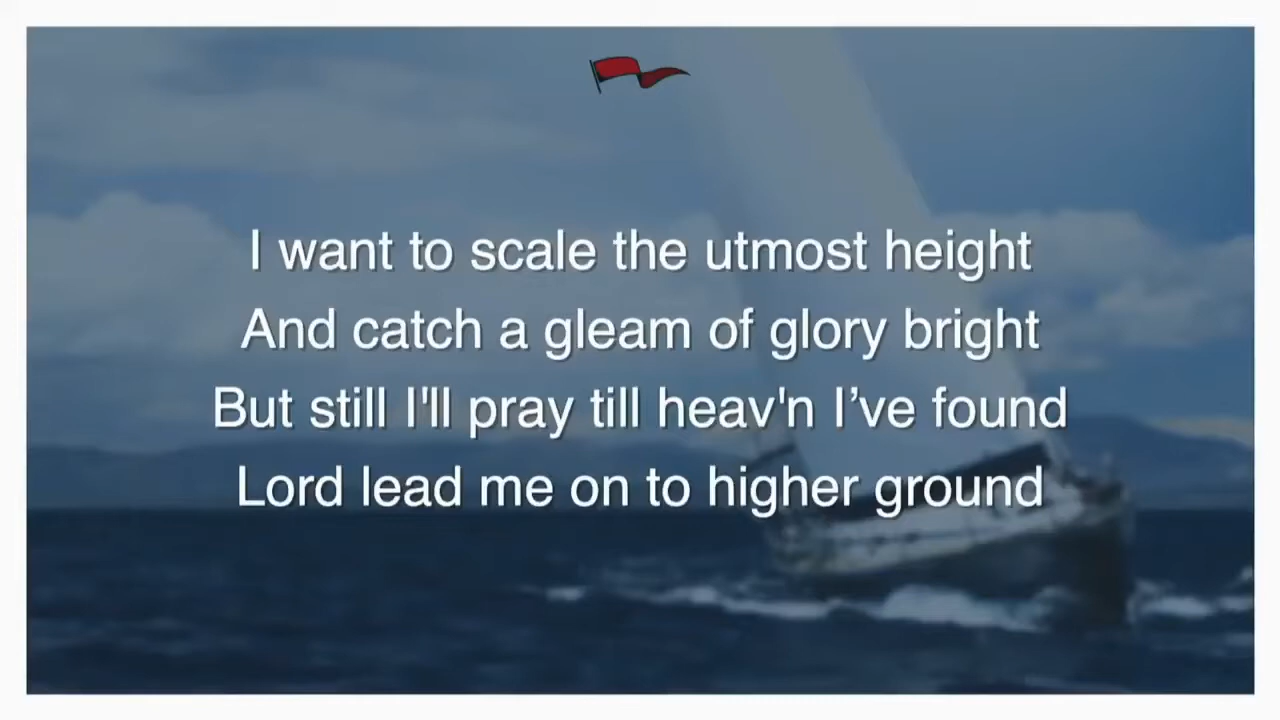 I want to scale the utmost height
And catch a gleam of glory bright
But still I'll pray till heav'n I’ve found
Lord lead me on to higher ground